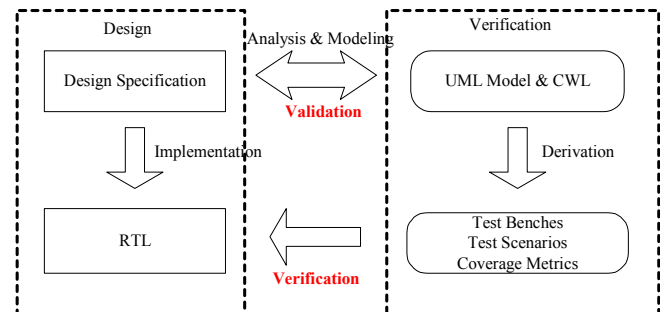 Design
Verification
Analysis & Modeling
Design Specification
UML Model & CWL
Validation
Implementation
Derivation
RTL
Test Benches
Test Scenarios
Coverage Metrics
Verification